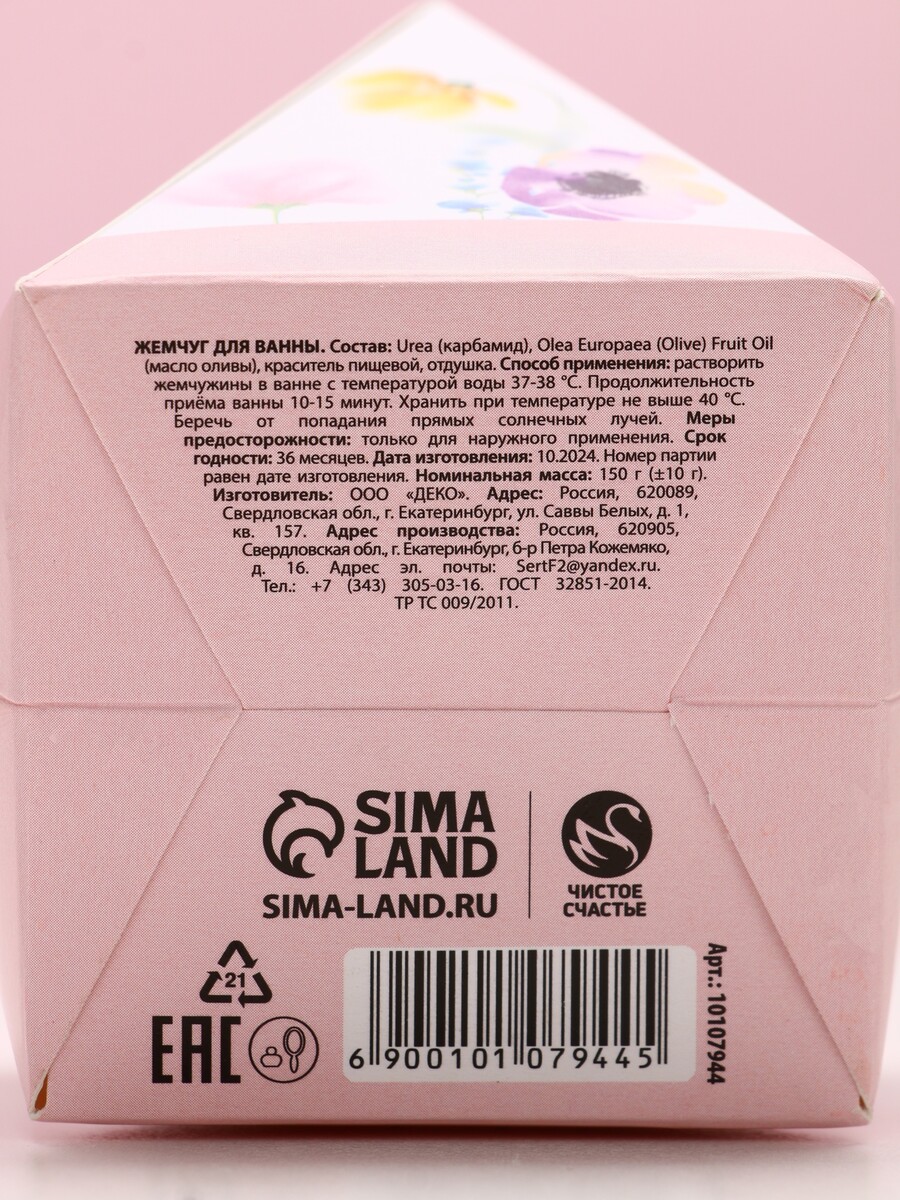 ЖЕМЧУГ ДЛЯ ВАННЫ. Состав: Urea (карбамид), Olea Europaea (Olive) Fruit Oil
(масло оливы), краситель пищевой, отдушка. Способ применения: растворить
жемчужины в ванне с температурой воды 37-38 °С. Продолжительность
приёма ванны 10-15 минут. Хранить при температуре не выше 40 °С.
Беречь от попадания прямых солнечных лучей. Меры
предосторожности: только для наружного применения. Срок
годности: 36 месяцев. Дата изготовления: 10.2024. Номер партии
равен дате изготовления. Номинальная масса: 150 г (±10 г).
Изготовитель: ООО «ДЕКО». Адрес: Россия, 620089,
Свердловская обл., г. Екатеринбург, ул. Саввы Белых, д. 1,
кв. 157. Адрес производства: Россия, 620905,
Свердловская обл., г. Екатеринбург, б-р Петра Кожемяко,
д. 16. Адрес эл. почты: SertF2@yandex.ru.
Тел.: +7 (343) 305-03-16. ГОСТ 32851-2014.
ТР ТС 009/2011.
SIMA
LAND
SIMA-LAND.RU
ЧИСТОЕ
СЧАСТЬЕ
21
EAC
6 900101 079445
Арт.: 10107944